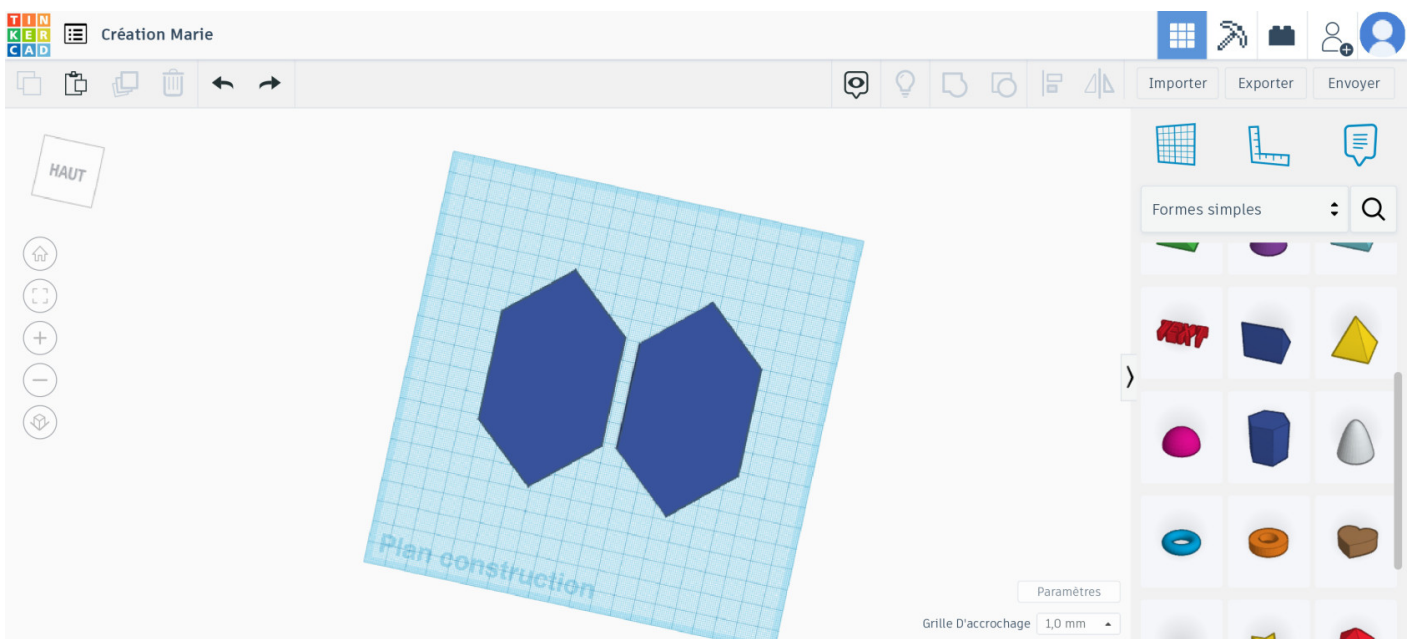 TIN
KER
CAD
Création Marie
Importer
Exporter
Envoyer
HAUT
Formes simples
TEXT
Plan construction
Paramètres
Grille D'accrochage
1,0 mm